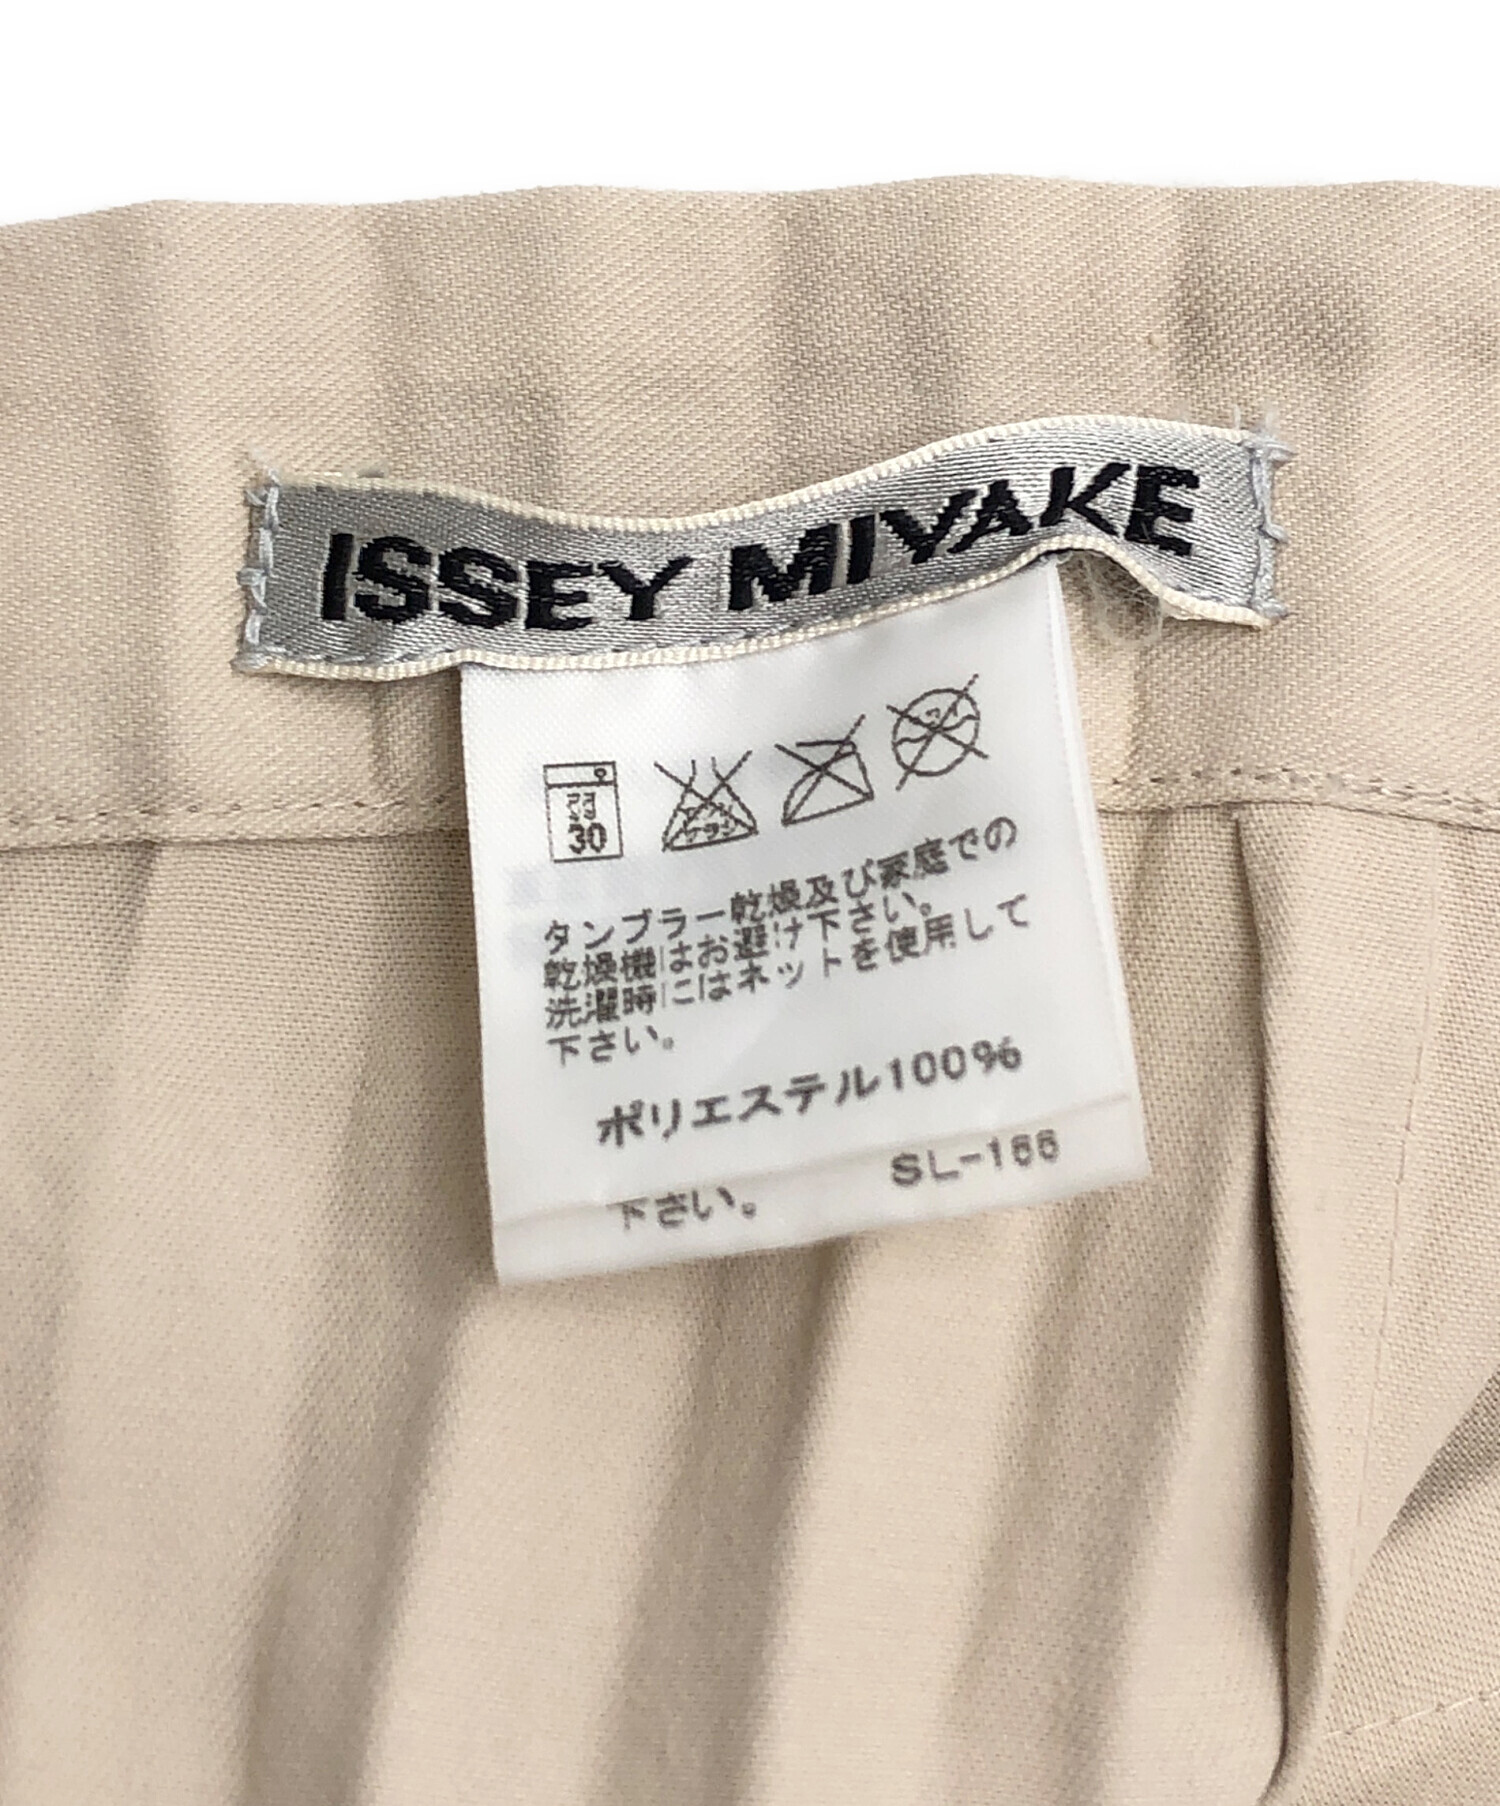 ISSEY MIYAKE
30
タンブラー乾燥及び家庭での
乾燥機はお避け下さい。
洗濯時にはネットを使用して
下さい。
ポリエステル100%
下さい。 SL-166